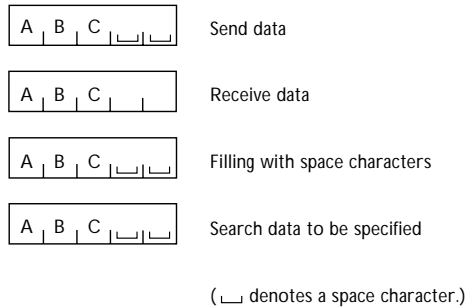 A B C ␣ ␣ Send data
A B C Receive data
A B C ␣ ␣ Filling with space characters
A B C ␣ ␣ Search data to be specified
( ␣ denotes a space character.)